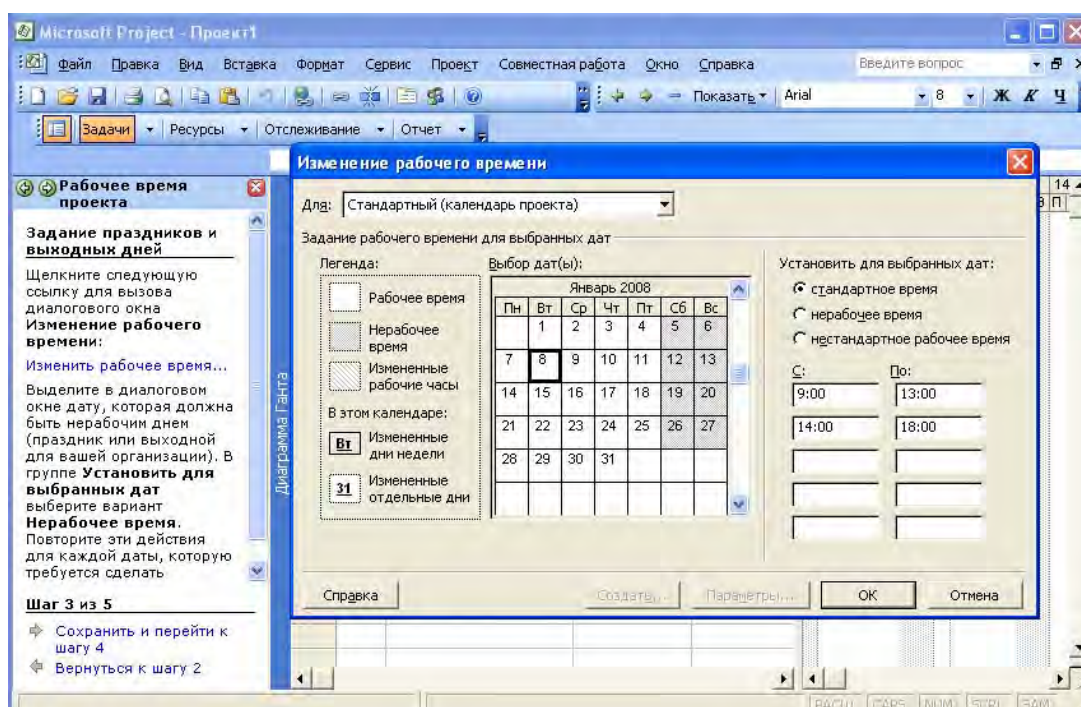 Microsoft Project - Проект1
Файл Правка Вид Вставка Формат Сервис Проект Совместная работа Окно Справка Введите вопрос
Показать Arial 8 Ж К Ч
Задачи Ресурсы Отслеживание Отчет
Рабочее время проекта
Задание праздников и
выходных дней
Щелкните следующую
ссылку для вызова
диалогового окна
Изменение рабочего
времени:
Изменить рабочее время...
Выделите в диалоговом
окне дату, которая должна
быть нерабочим днем
(праздник или выходной
для вашей организации). В
группе Установить для
выбранных дат
выберите вариант
Нерабочее время.
Повторите эти действия
для каждой даты, которую
требуется сделать
Шаг 3 из 5
Сохранить и перейти к
шагу 4
Вернуться к шагу 2
Диаграмма Ганта
14
В П
Изменение рабочего времени
Для: Стандартный (календарь проекта)
Задание рабочего времени для выбранных дат
Легенда:
Рабочее время
Нерабочее
время
Измененные
рабочие часы
В этом календаре:
Вт Измененные
дни недели
31 Измененные
отдельные дни
Выбор дат(ы):
Январь 2008
Пн Вт Ср Чт Пт Сб Вс
1 2 3 4 5 6
7 8 9 10 11 12 13
14 15 16 17 18 19 20
21 22 23 24 25 26 27
28 29 30 31
Установить для выбранных дат:
стандартное время
нерабочее время
нестандартное рабочее время
С: По:
9:00 13:00
14:00 18:00
Справка Создать... Параметры... ОК Отмена
CAPS NUM